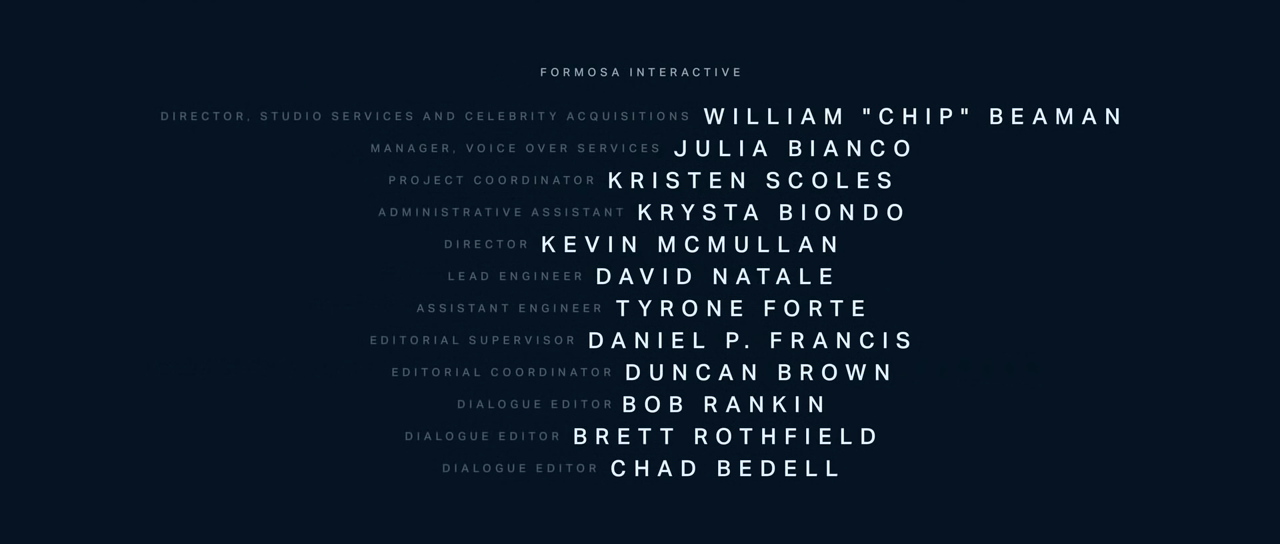 FORMOSA INTERACTIVE
DIRECTOR, STUDIO SERVICES AND CELEBRITY ACQUISITIONS WILLIAM "CHIP" BEAMAN
MANAGER, VOICE OVER SERVICES JULIA BIANCO
PROJECT COORDINATOR KRISTEN SCOLES
ADMINISTRATIVE ASSISTANT KRYSTA BIONDO
DIRECTOR KEVIN MCMULLAN
LEAD ENGINEER DAVID NATALE
ASSISTANT ENGINEER TYRONE FORTE
EDITORIAL SUPERVISOR DANIEL P. FRANCIS
EDITORIAL COORDINATOR DUNCAN BROWN
DIALOGUE EDITOR BOB RANKIN
DIALOGUE EDITOR BRETT ROTHFIELD
DIALOGUE EDITOR CHAD BEDELL